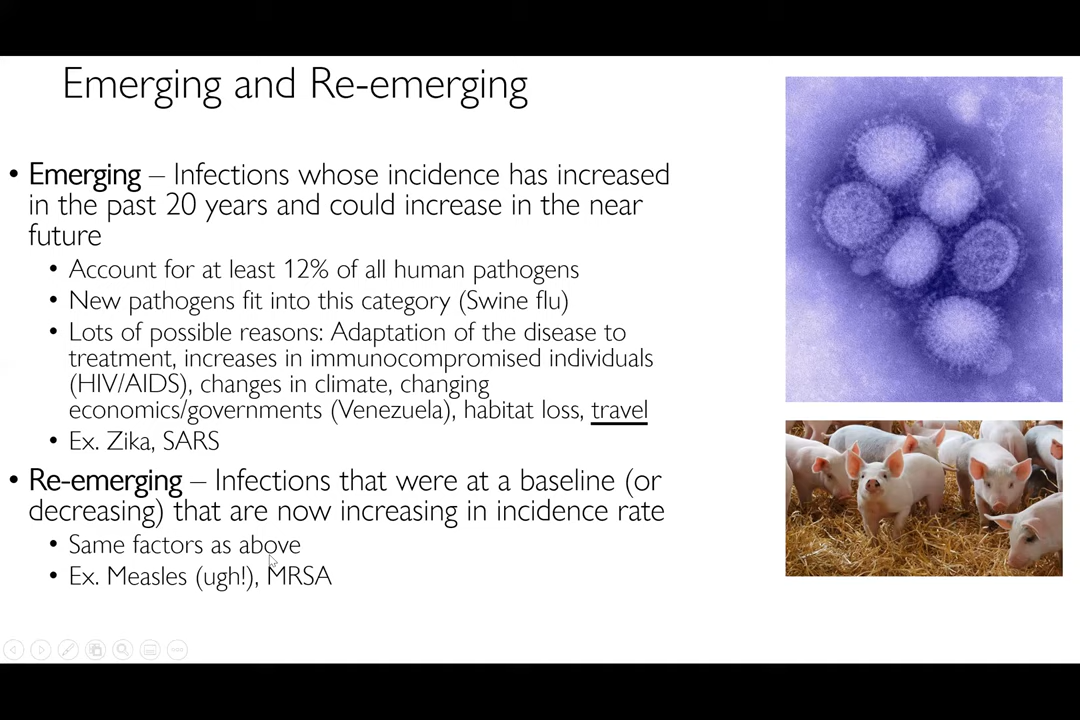 Emerging and Re-emerging
• Emerging – Infections whose incidence has increased
in the past 20 years and could increase in the near
future
• Account for at least 12% of all human pathogens
• New pathogens fit into this category (Swine flu)
• Lots of possible reasons: Adaptation of the disease to
treatment, increases in immunocompromised individuals
(HIV/AIDS), changes in climate, changing
economics/governments (Venezuela), habitat loss, travel
• Ex. Zika, SARS
• Re-emerging – Infections that were at a baseline (or
decreasing) that are now increasing in incidence rate
• Same factors as above
• Ex. Measles (ugh!), MRSA